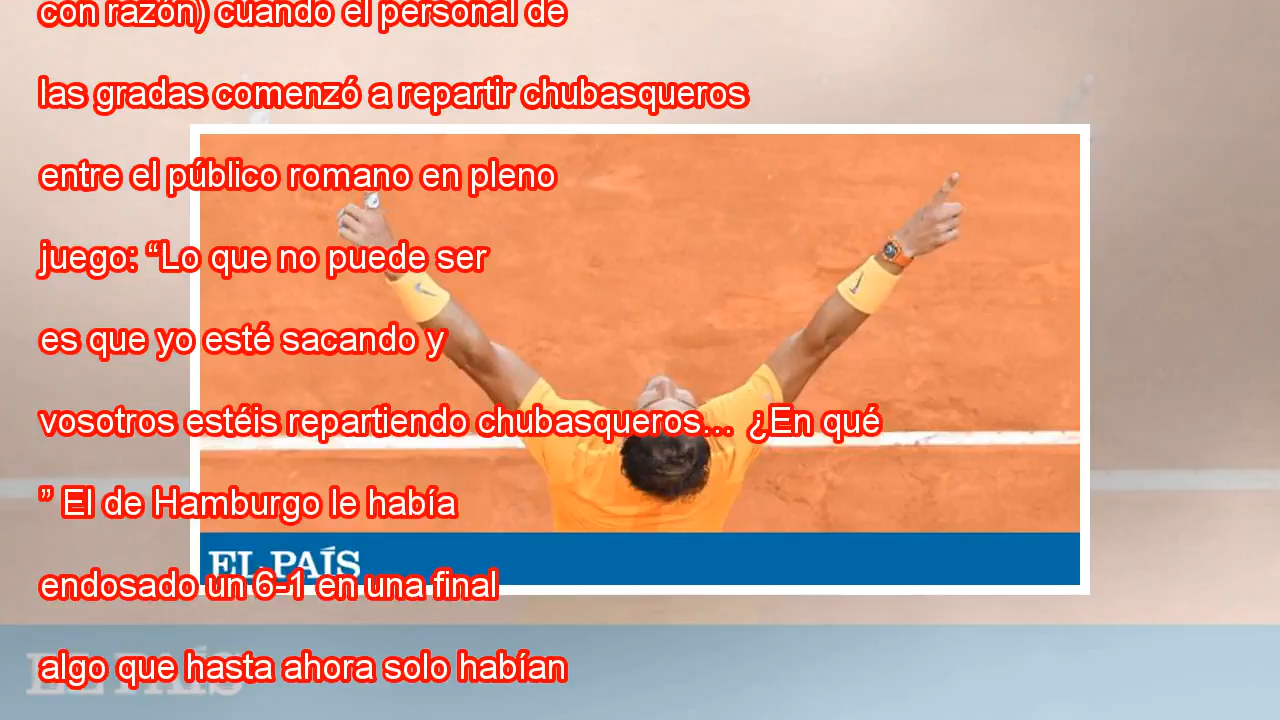 con razón) cuando el personal de
las gradas comenzó a repartir chubasqueros
entre el público romano en pleno
juego: “Lo que no puede ser
es que yo esté sacando y
vosotros estéis repartiendo chubasqueros… ¿En qué
” El de Hamburgo le había
EL PAÍS
endosado un 6-1 en una final
algo que hasta ahora solo habían
EL PAÍS